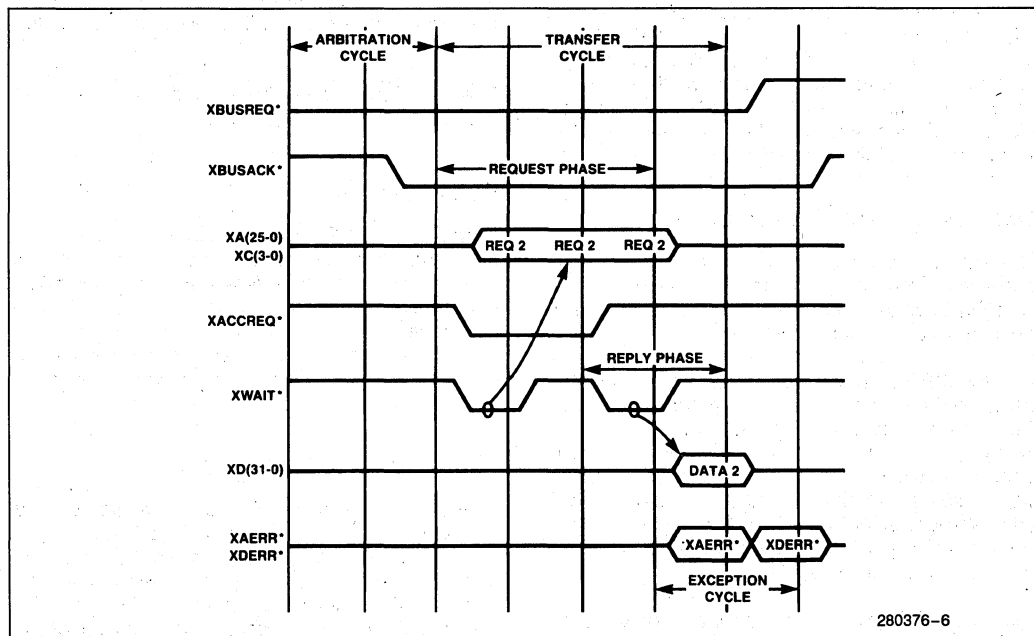 ARBITRATION
CYCLE
TRANSFER
CYCLE
XBUSREQ*
XBUSACK*
REQUEST PHASE
XA(25-0)
XC(3-0)
REQ 2 REQ 2 REQ 2
XACCREQ*
REPLY PHASE
XWAIT*
XD(31-0)
DATA 2
XAERR*
XDERR*
XAERR* XDERR*
EXCEPTION
CYCLE
280376-6